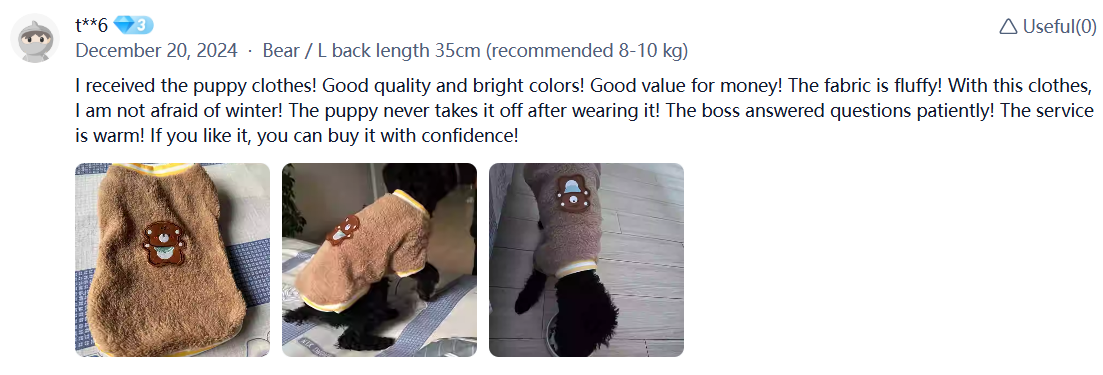 t**6 3
Useful(0)
December 20, 2024 · Bear / L back length 35cm (recommended 8-10 kg)
I received the puppy clothes! Good quality and bright colors! Good value for money! The fabric is fluffy! With this clothes,
I am not afraid of winter! The puppy never takes it off after wearing it! The boss answered questions patiently! The service
is warm! If you like it, you can buy it with confidence!